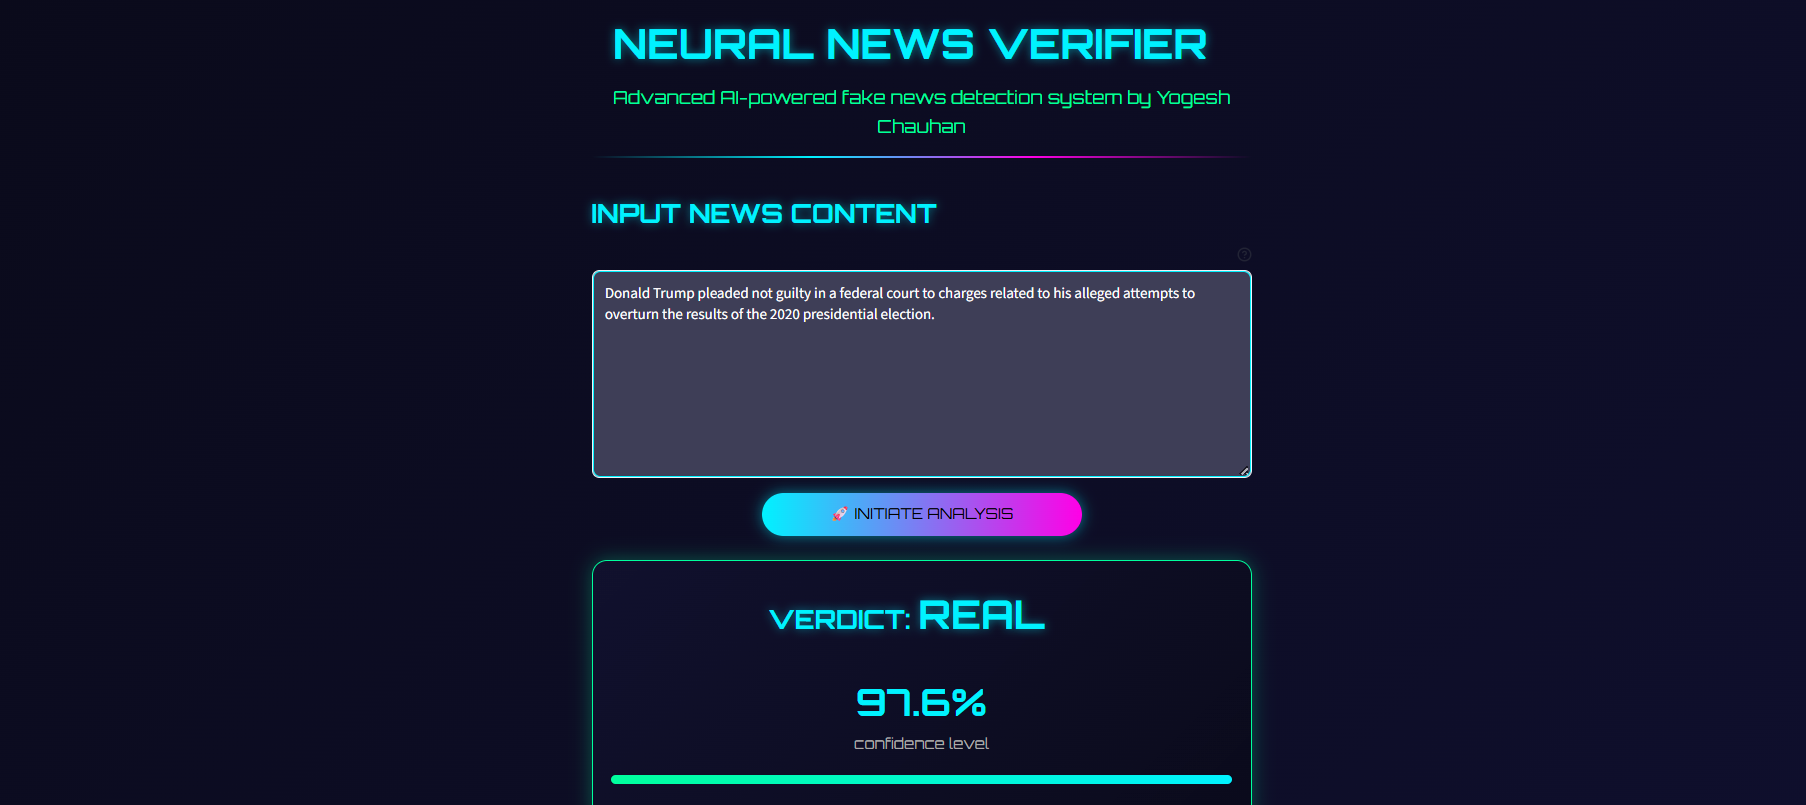 NEURAL NEWS VERIFIER
Advanced AI-powered fake news detection system by Yogesh
Chauhan
INPUT NEWS CONTENT
Donald Trump pleaded not guilty in a federal court to charges related to his alleged attempts to
overturn the results of the 2020 presidential election.
🚀 INITIATE ANALYSIS
VERDICT: REAL
97.6%
confidence level